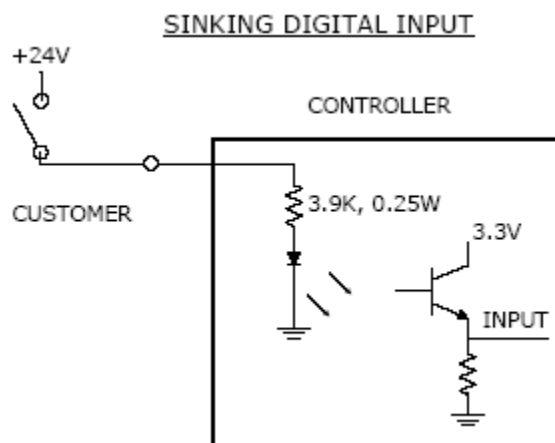 SINKING DIGITAL INPUT
+24V
CONTROLLER
CUSTOMER
3.9K, 0.25W
3.3V
INPUT